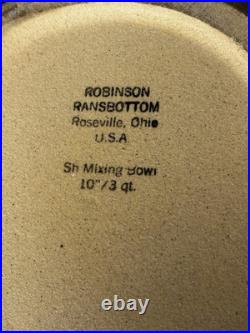 ROBINSON
RANSBOTTOM
Roseville, Ohio
U.S.A
Sh Mixing Bowl
10"/3 qt.